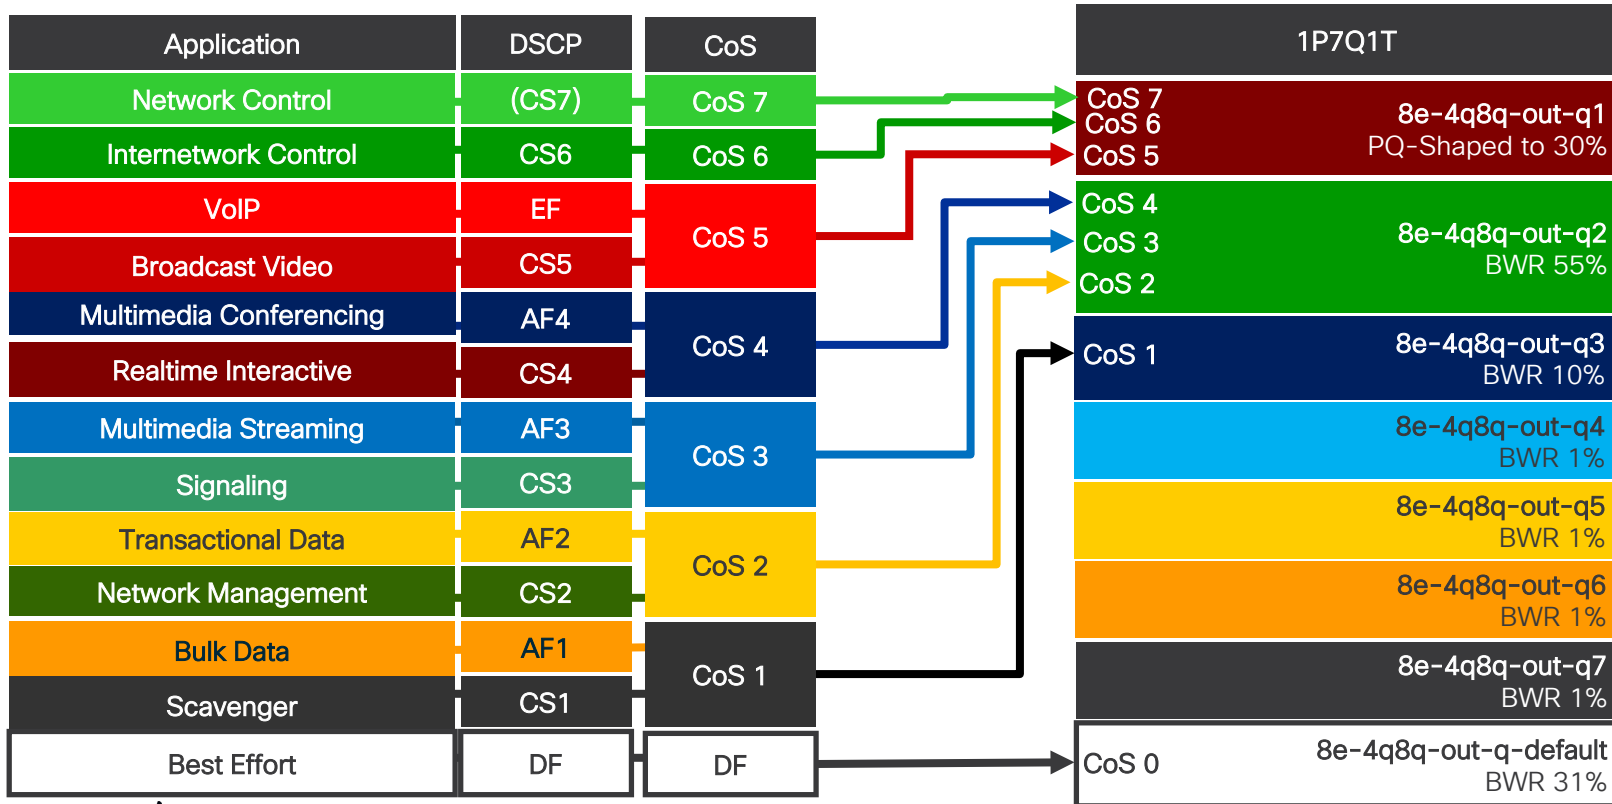 Application
DSCP
CoS
1P7Q1T
Network Control
(CS7)
CoS 7
Internetwork Control
CS6
CoS 6
VoIP
EF
CoS 5
Broadcast Video
CS5
Multimedia Conferencing
AF4
CoS 4
Realtime Interactive
CS4
Multimedia Streaming
AF3
CoS 3
Signaling
CS3
Transactional Data
AF2
CoS 2
Network Management
CS2
Bulk Data
AF1
CoS 1
Scavenger
CS1
Best Effort
DF
DF
CoS 7
CoS 6
CoS 5
8e-4q8q-out-q1
PQ-Shaped to 30%
CoS 4
CoS 3
CoS 2
8e-4q8q-out-q2
BWR 55%
CoS 1
8e-4q8q-out-q3
BWR 10%
8e-4q8q-out-q4
BWR 1%
8e-4q8q-out-q5
BWR 1%
8e-4q8q-out-q6
BWR 1%
8e-4q8q-out-q7
BWR 1%
CoS 0
8e-4q8q-out-q-default
BWR 31%